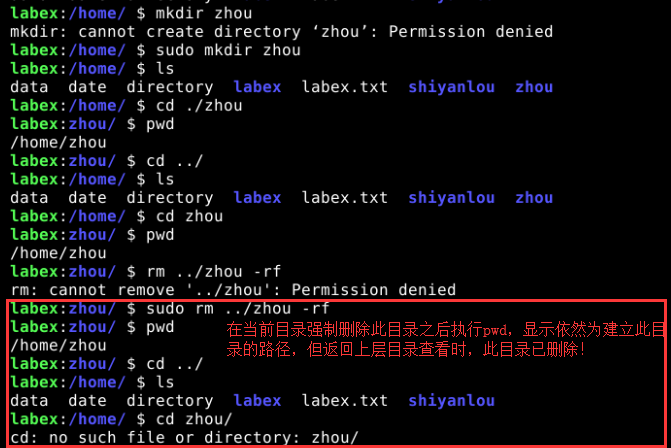 labex:/home/ $ mkdir zhou
mkdir: cannot create directory ‘zhou’: Permission denied
labex:/home/ $ sudo mkdir zhou
labex:/home/ $ ls
data  date  directory  labex  labex.txt  shiyanlou  zhou
labex:/home/ $ cd ./zhou
labex:zhou/ $ pwd
/home/zhou
labex:zhou/ $ cd ../
labex:/home/ $ ls
data  date  directory  labex  labex.txt  shiyanlou  zhou
labex:/home/ $ cd zhou
labex:zhou/ $ pwd
/home/zhou
labex:zhou/ $ rm ../zhou -rf
rm: cannot remove '../zhou': Permission denied
labex:zhou/ $ sudo rm ../zhou -rf
labex:zhou/ $ pwd
/home/zhou
在当前目录强制删除此目录之后执行pwd，显示依然为建立此目
录的路径，但返回上层目录查看时，此目录已删除！
labex:zhou/ $ cd ../
labex:/home/ $ ls
data  date  directory  labex  labex.txt  shiyanlou
labex:/home/ $ cd zhou/
cd: no such file or directory: zhou/